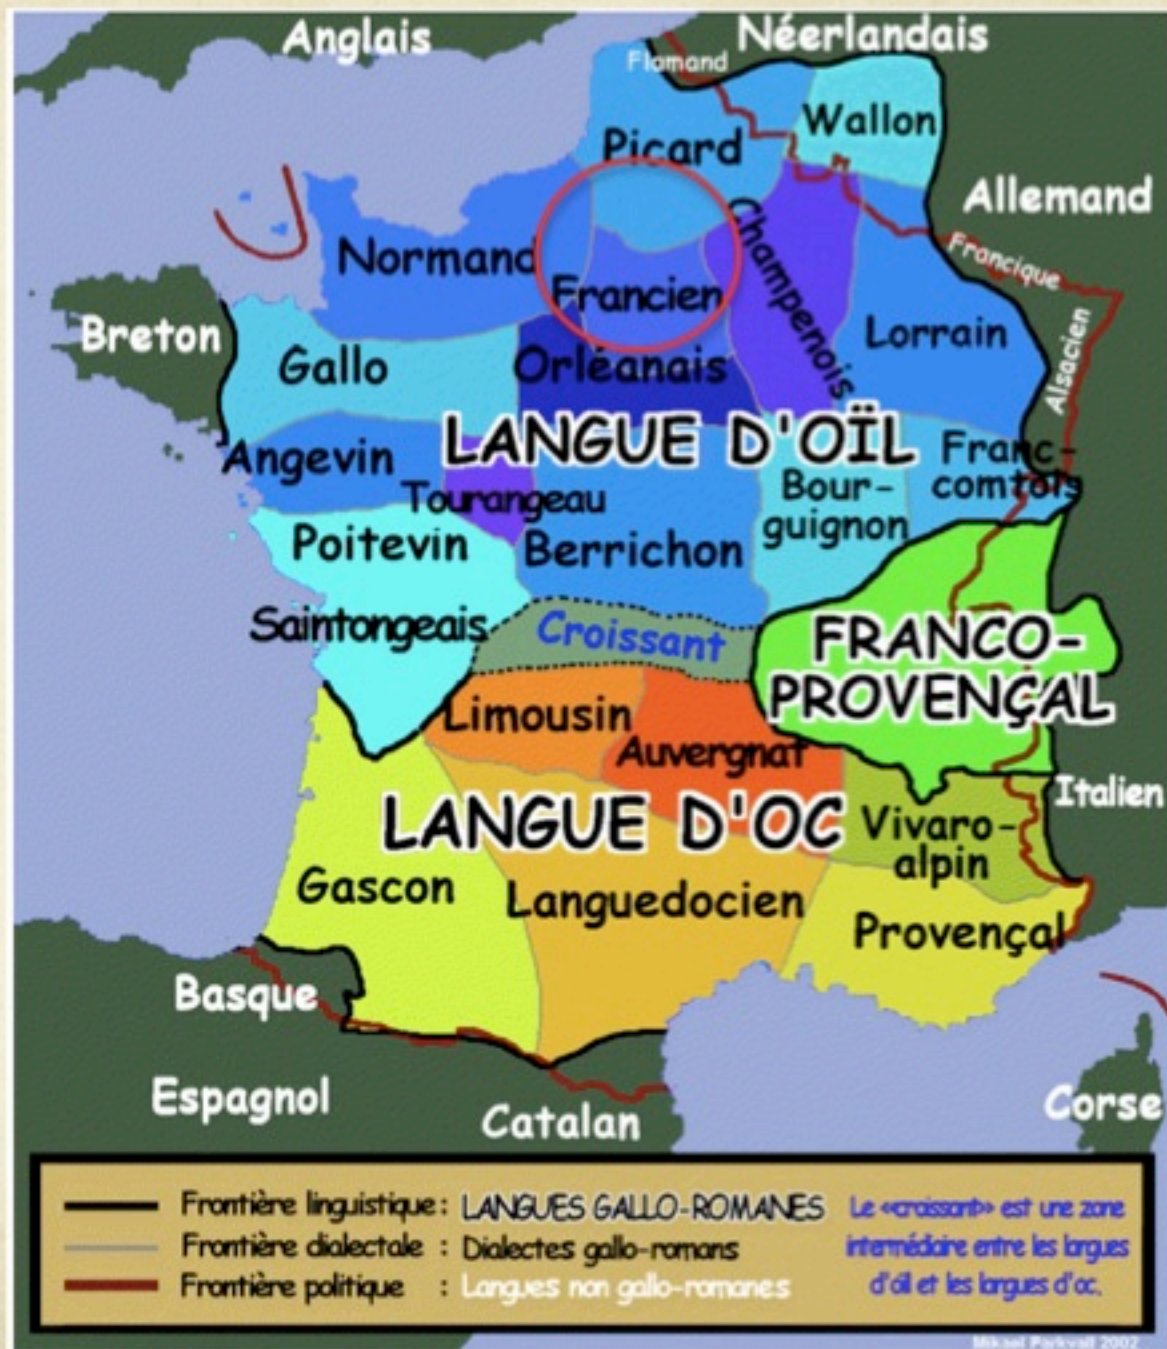 Anglais
Néerlandais
Flamand
Wallon
Picard
Allemand
Champenois
Normand
Francique
Francien
Breton
Lorrain
Alsacien
Gallo
Orléanais
LANGUE D'OÏL
Angevin
Franc-
comtois
Tourangeau
Bour-
guignon
Poitevin
Berrichon
Saintongeais
Croissant
FRANCO-
PROVENÇAL
Limousin
Auvergnat
Italien
LANGUE D'OC
Vivaro-
alpin
Gascon
Languedocien
Provençal
Basque
Espagnol
Catalan
Corse
Frontière linguistique : LANGUES GALLO-ROMANES
Frontière dialectale : Dialectes gallo-romans
Frontière politique : Langues non gallo-romanes
Le «croissant» est une zone
intermédiaire entre les langues
d'oïl et les langues d'oc.
Mikael Parkvall 2002